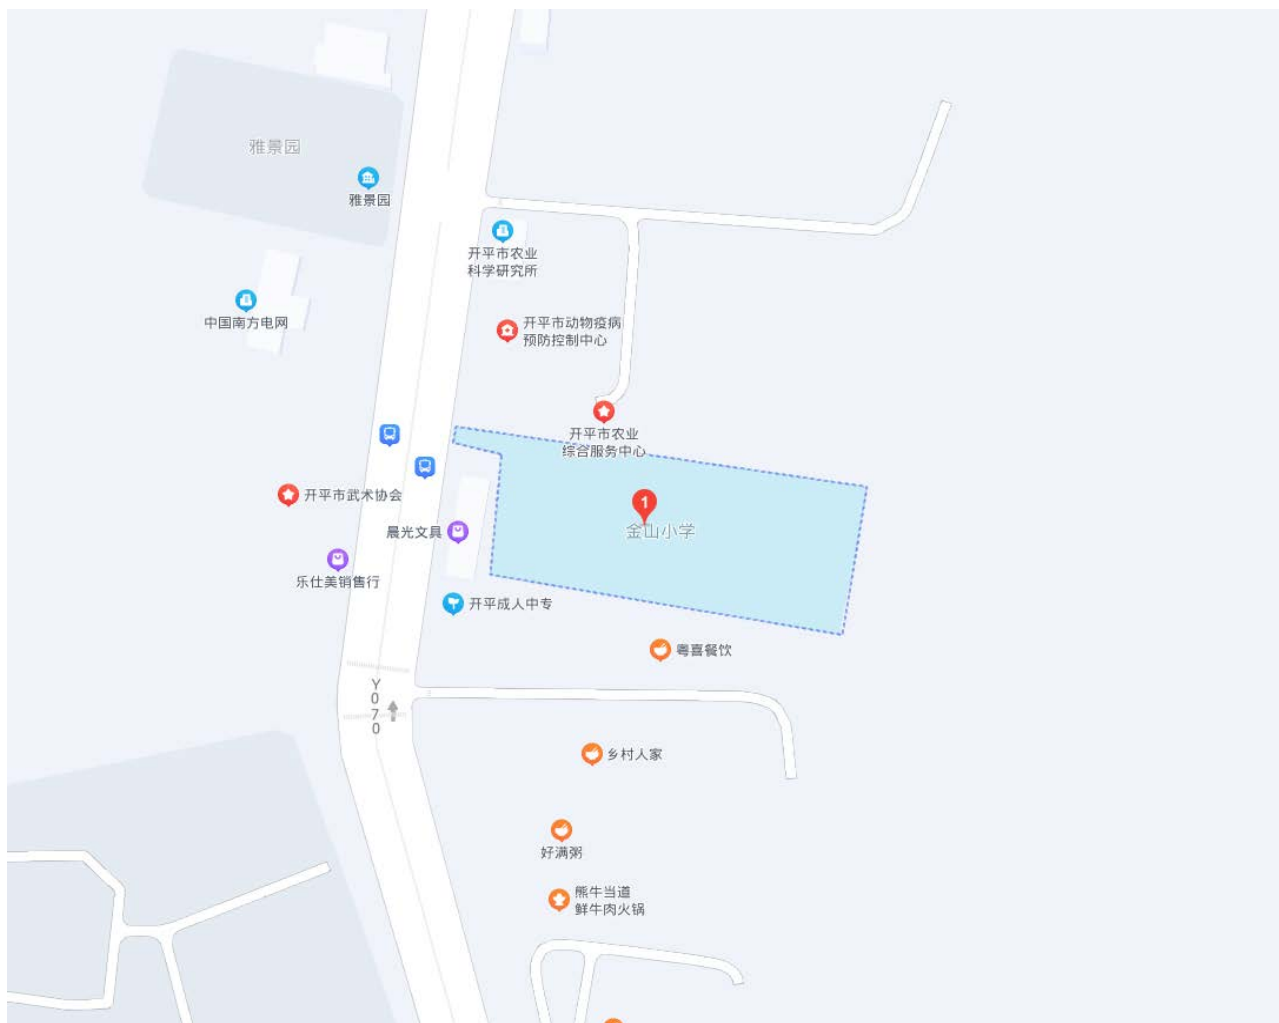 雅景园
雅景园
开平市农业
科学研究所
中国南方电网
开平市动物疫病
预防控制中心
开平市农业
综合服务中心
开平市武术协会
1
金山小学
晨光文具
乐仕美销售行
开平成人中专
粤喜餐饮
Y070
乡村人家
好满粥
熊牛当道
鲜牛肉火锅